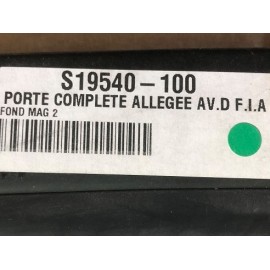 S19540-100
PORTE COMPLETE ALLEGEE AV.D F.I.A
FOND MAG 2